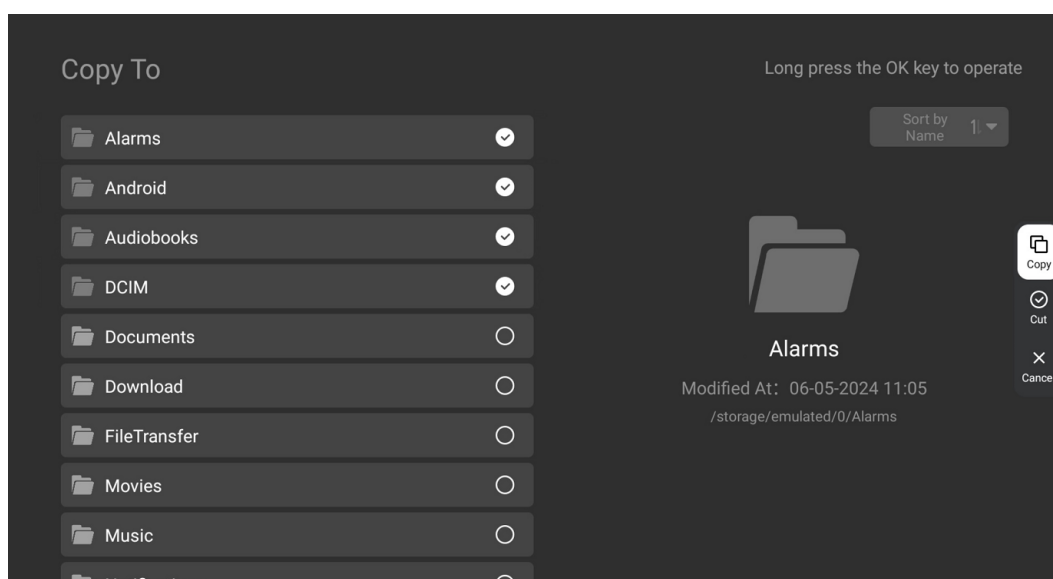 Copy To
Long press the OK key to operate
Sort by
Name
Alarms
Android
Audiobooks
DCIM
Documents
Download
FileTransfer
Movies
Music
Alarms
Modified At: 06-05-2024 11:05
/storage/emulated/0/Alarms
Copy
Cut
Cance